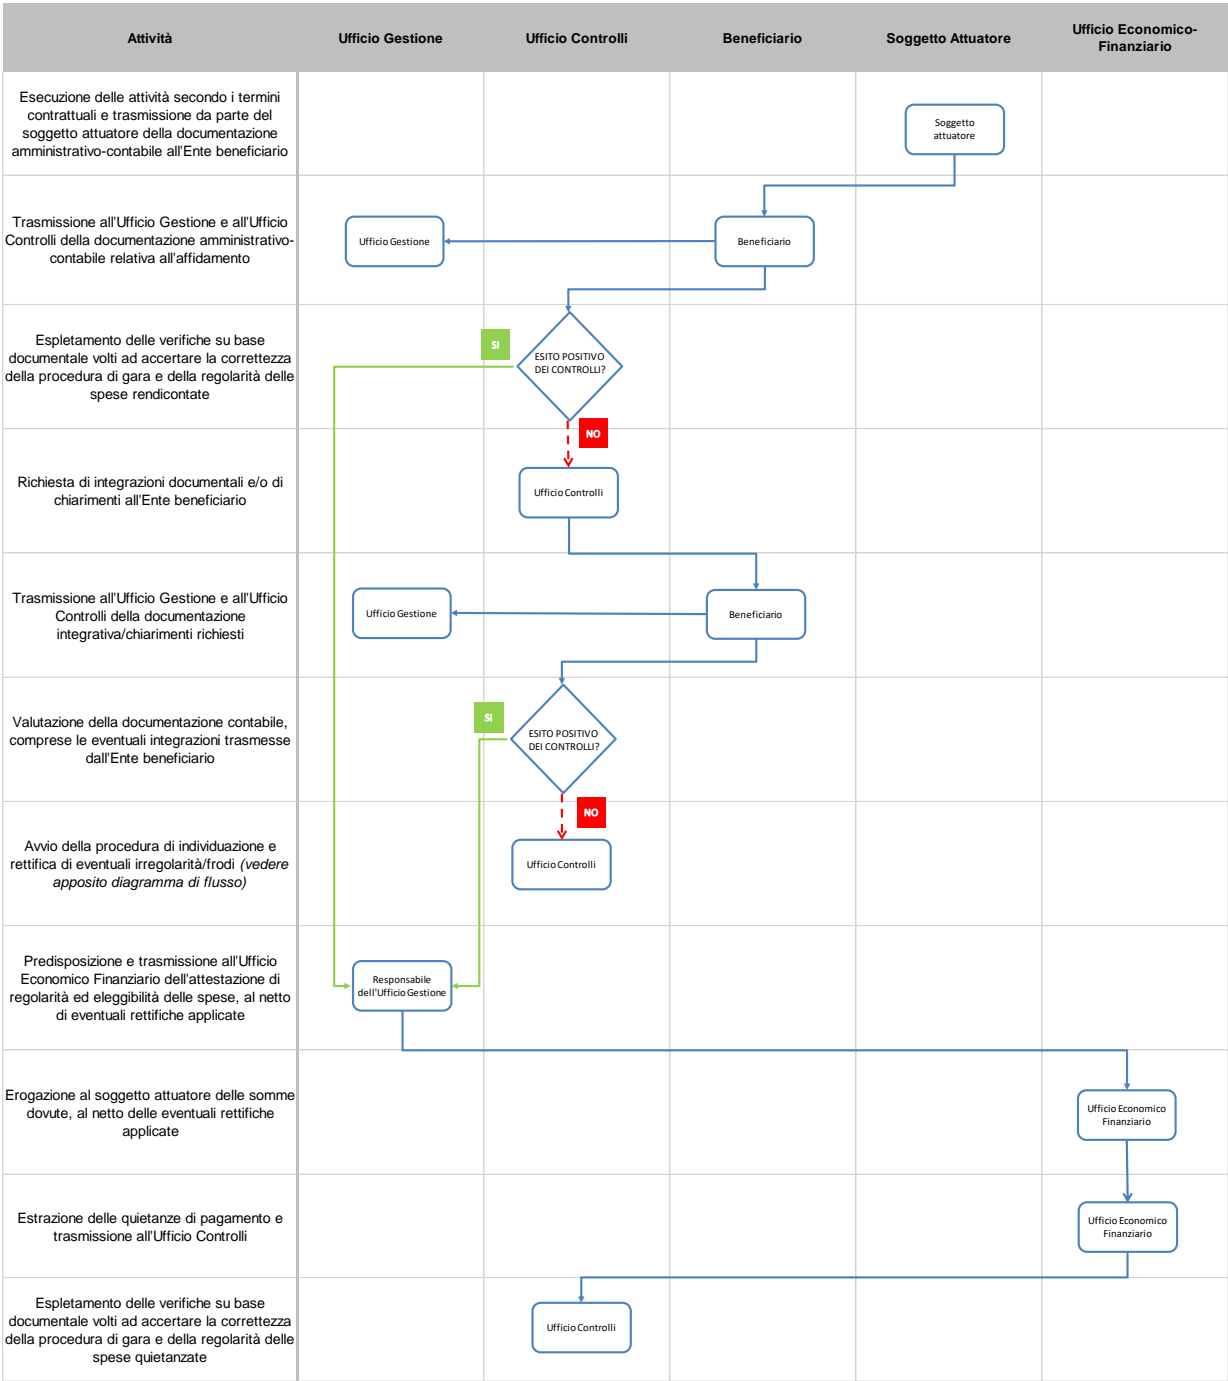 Attività
Ufficio Gestione
Ufficio Controlli
Beneficiario
Soggetto Attuatore
Ufficio Economico-
Finanziario
Esecuzione delle attività secondo i termini
contrattuali e trasmissione da parte del
soggetto attuatore della documentazione
amministrativo-contabile all'Ente beneficiario
Soggetto
attuatore
Trasmissione all'Ufficio Gestione e all'Ufficio
Controlli della documentazione amministrativo-
contabile relativa all'affidamento
Ufficio Gestione
Beneficiario
Espletamento delle verifiche su base
documentale volti ad accertare la correttezza
della procedura di gara e della regolarità delle
spese rendicontate
SI
ESITO POSITIVO
DEI CONTROLLI?
NO
Richiesta di integrazioni documentali e/o di
chiarimenti all'Ente beneficiario
Ufficio Controlli
Trasmissione all'Ufficio Gestione e all'Ufficio
Controlli della documentazione
integrativa/chiarimenti richiesti
Ufficio Gestione
Beneficiario
Valutazione della documentazione contabile,
comprese le eventuali integrazioni trasmesse
dall'Ente beneficiario
SI
ESITO POSITIVO
DEI CONTROLLI?
NO
Avvio della procedura di individuazione e
rettifica di eventuali irregolarità/frodi (vedere
apposito diagramma di flusso)
Ufficio Controlli
Predisposizione e trasmissione all'Ufficio
Economico Finanziario dell'attestazione di
regolarità ed eleggibilità delle spese, al netto
di eventuali rettifiche applicate
Responsabile
dell'Ufficio Gestione
Erogazione al soggetto attuatore delle somme
dovute, al netto delle eventuali rettifiche
applicate
Ufficio Economico
Finanziario
Estrazione delle quietanze di pagamento e
trasmissione all'Ufficio Controlli
Ufficio Economico
Finanziario
Espletamento delle verifiche su base
documentale volti ad accertare la correttezza
della procedura di gara e della regolarità delle
spese quietanzate
Ufficio Controlli